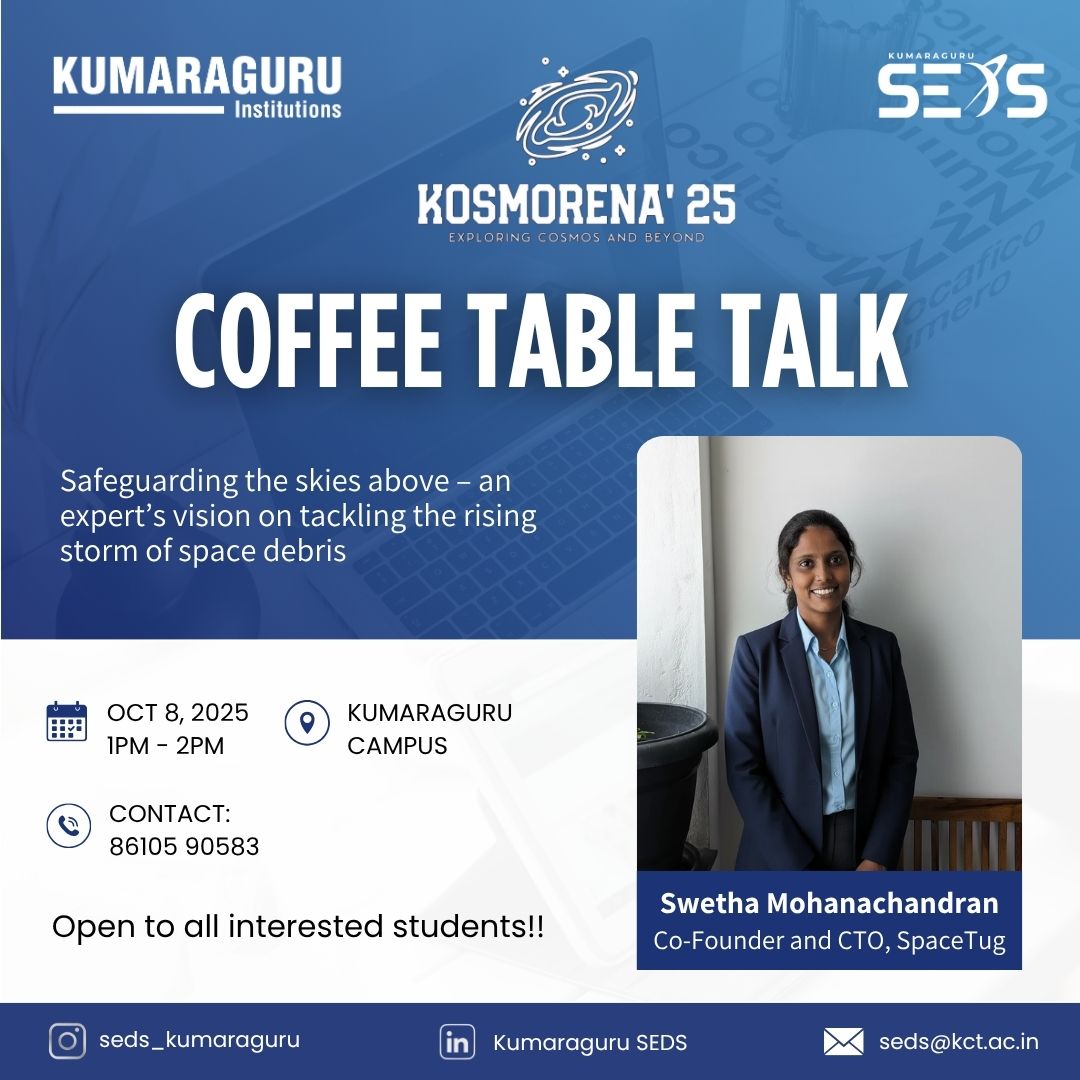 KUMARAGURU
Institutions
KUMARAGURU
SEDS
KOSMORENA' 25
EXPLORING COSMOS AND BEYOND
COFFEE TABLE TALK
Safeguarding the skies above – an
expert’s vision on tackling the rising
storm of space debris
OCT 8, 2025
1PM - 2PM
KUMARAGURU
CAMPUS
CONTACT:
86105 90583
Open to all interested students!!
Swetha Mohanachandran
Co-Founder and CTO, SpaceTug
seds_kumaraguru
in
Kumaraguru SEDS
seds@kct.ac.in